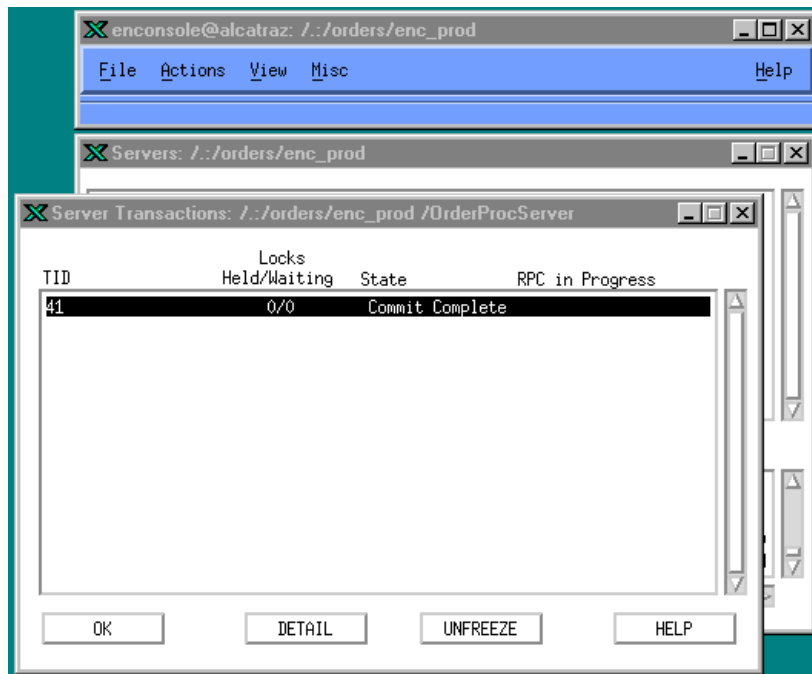 enconsole@alcatraz: /.:/orders/enc_prod
File Actions View Misc Help
Servers: /.:/orders/enc_prod
Server Transactions: /.:/orders/enc_prod /OrderProcServer
Locks
TID Held/Waiting State RPC in Progress
41 0/0 Commit Complete
OK DETAIL UNFREEZE HELP